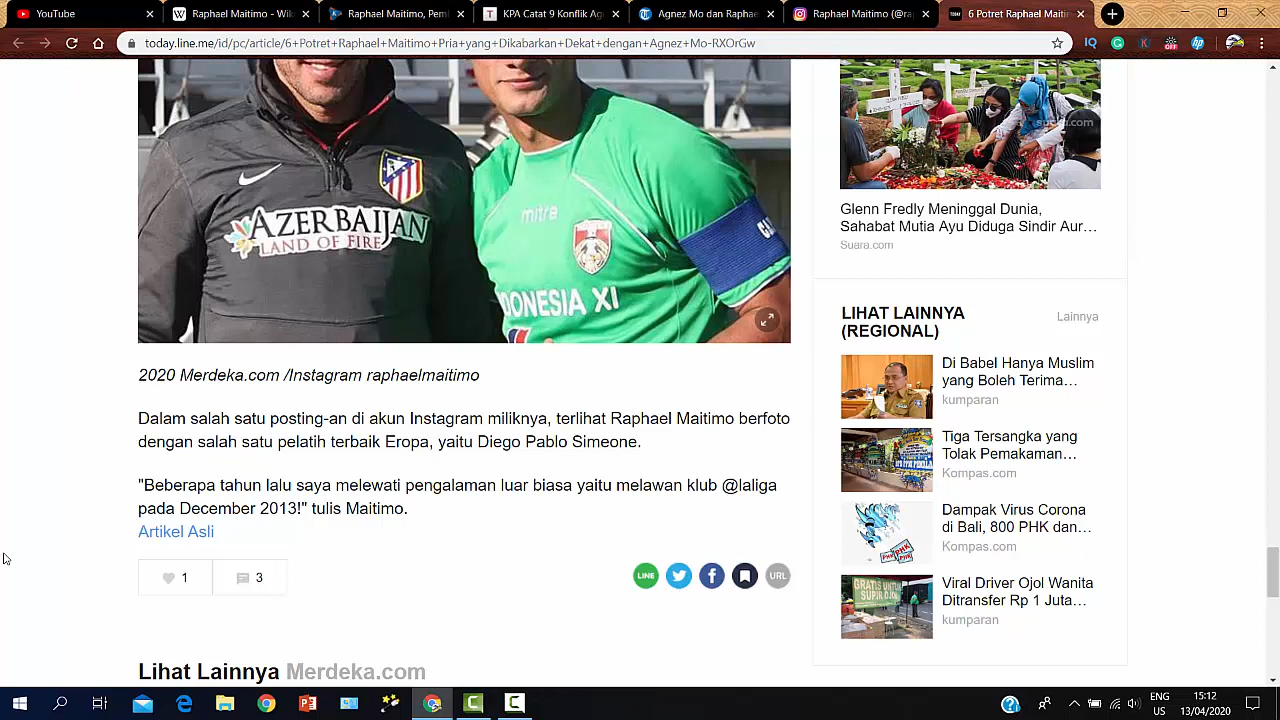 YouTube
Raphael Maitimo - Wik
Raphael Maitimo, Pem
KPA Catat 9 Konflik Ag
Agnez Mo dan Raphae
Raphael Maitimo (@ra
6 Potret Raphael Maiti
today.line.me/id/pc/article/6+Potret+Raphael+Maitimo+Pria+yang+Dikabarkan+Dekat+dengan+Agnez+Mo-RXOrGw
AZERBAIJAN
LAND OF FIRE
mitre
DONESIA XI
2020 Merdeka.com /Instagram raphaelmaitimo
Dalam salah satu posting-an di akun Instagram miliknya, terlihat Raphael Maitimo berfoto
dengan salah satu pelatih terbaik Eropa, yaitu Diego Pablo Simeone.
"Beberapa tahun lalu saya melewati pengalaman luar biasa yaitu melawan klub @laliga
pada December 2013!" tulis Maitimo.
Artikel Asli
1
3
LINE
URL
Lihat Lainnya Merdeka.com
suara.com
Glenn Fredly Meninggal Dunia,
Sahabat Mutia Ayu Diduga Sindir Aur...
Suara.com
LIHAT LAINNYA
(REGIONAL)
Lainnya
Di Babel Hanya Muslim
yang Boleh Terima...
kumparan
Tiga Tersangka yang
Tolak Pemakaman...
Kompas.com
Dampak Virus Corona
di Bali, 800 PHK dan...
Kompas.com
GRATIS UNTUK
SUPIR OJOL
Viral Driver Ojol Wanita
Ditransfer Rp 1 Juta...
kumparan
ENG
US
15:12
13/04/2020